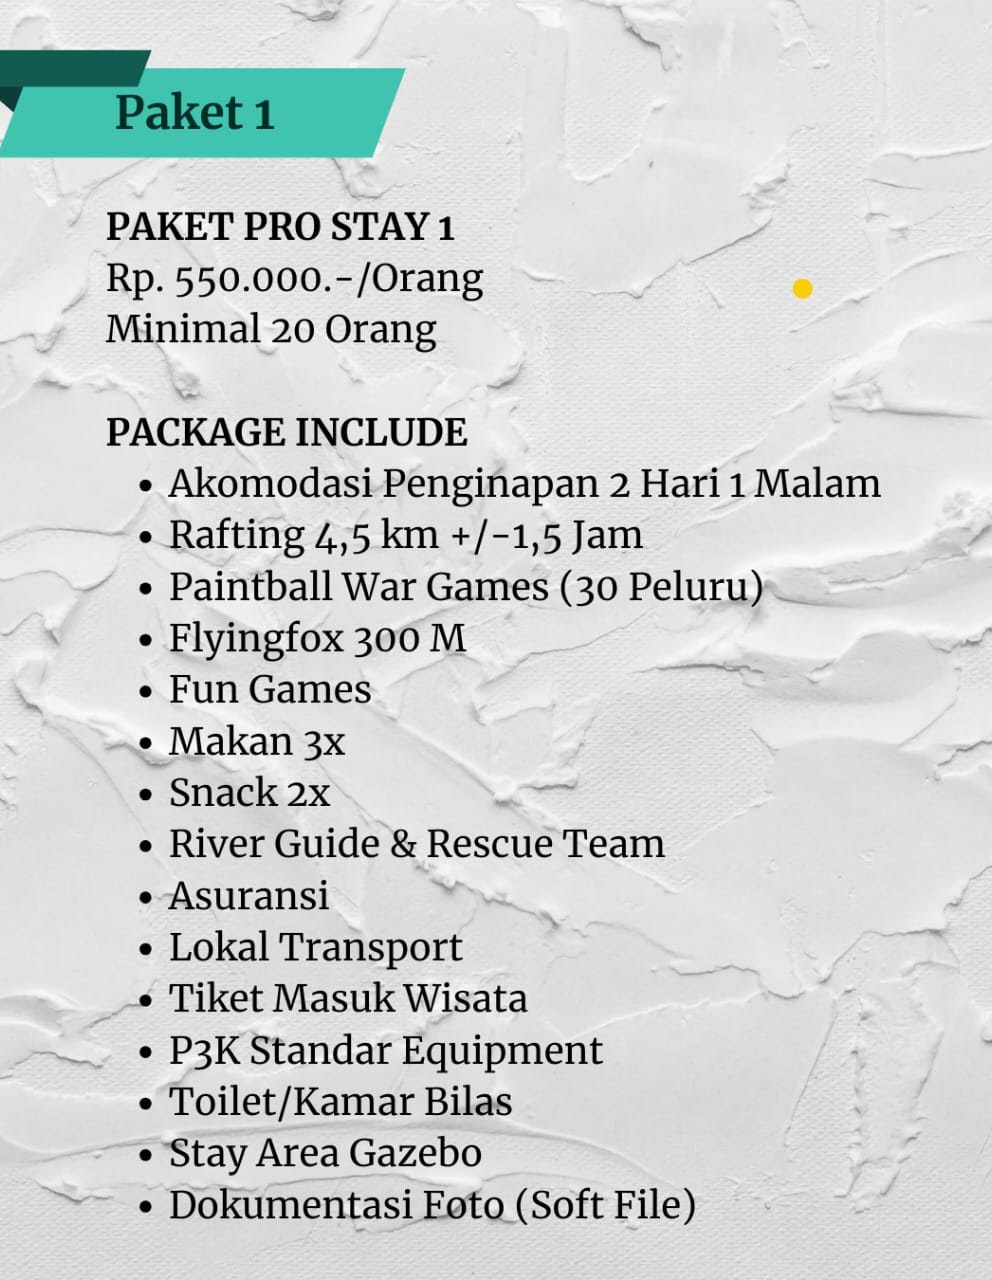 Paket 1
PAKET PRO STAY 1
Rp. 550.000.-/Orang
Minimal 20 Orang
PACKAGE INCLUDE
• Akomodasi Penginapan 2 Hari 1 Malam
• Rafting 4,5 km +/-1,5 Jam
• Paintball War Games (30 Peluru)
• Flyingfox 300 M
• Fun Games
• Makan 3x
• Snack 2x
• River Guide & Rescue Team
• Asuransi
• Lokal Transport
• Tiket Masuk Wisata
• P3K Standar Equipment
• Toilet/Kamar Bilas
• Stay Area Gazebo
• Dokumentasi Foto (Soft File)